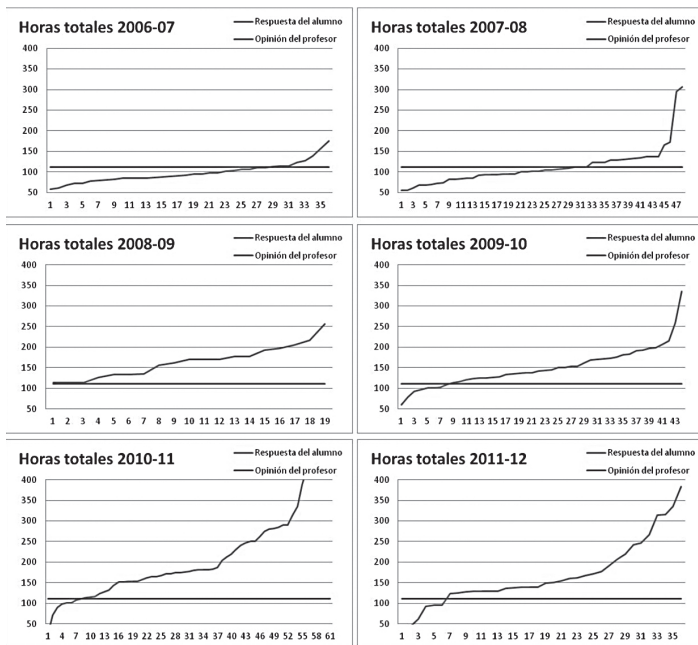 Horas totales 2006-07
Respuesta del alumno
Opinión del profesor
400
350
300
250
200
150
100
50
1 3 5 7 9 11 13 15 17 19 21 23 25 27 29 31 33 35
Horas totales 2007-08
Respuesta del alumno
Opinión del profesor
400
350
300
250
200
150
100
50
1 3 5 7 9 11 13 15 17 19 21 23 25 27 29 31 33 35 37 39 41 43 45 47
Horas totales 2008-09
Respuesta del alumno
Opinión del profesor
400
350
300
250
200
150
100
50
1 2 3 4 5 6 7 8 9 10 11 12 13 14 15 16 17 18 19
Horas totales 2009-10
Respuesta del alumno
Opinión del profesor
400
350
300
250
200
150
100
50
1 3 5 7 9 11 13 15 17 19 21 23 25 27 29 31 33 35 37 39 41 43
Horas totales 2010-11
Respuesta del alumno
Opinión del profesor
400
350
300
250
200
150
100
50
1 4 7 10 13 16 19 22 25 28 31 34 37 40 43 46 49 52 55 58 61
Horas totales 2011-12
Respuesta del alumno
Opinión del profesor
400
350
300
250
200
150
100
50
1 3 5 7 9 11 13 15 17 19 21 23 25 27 29 31 33 35